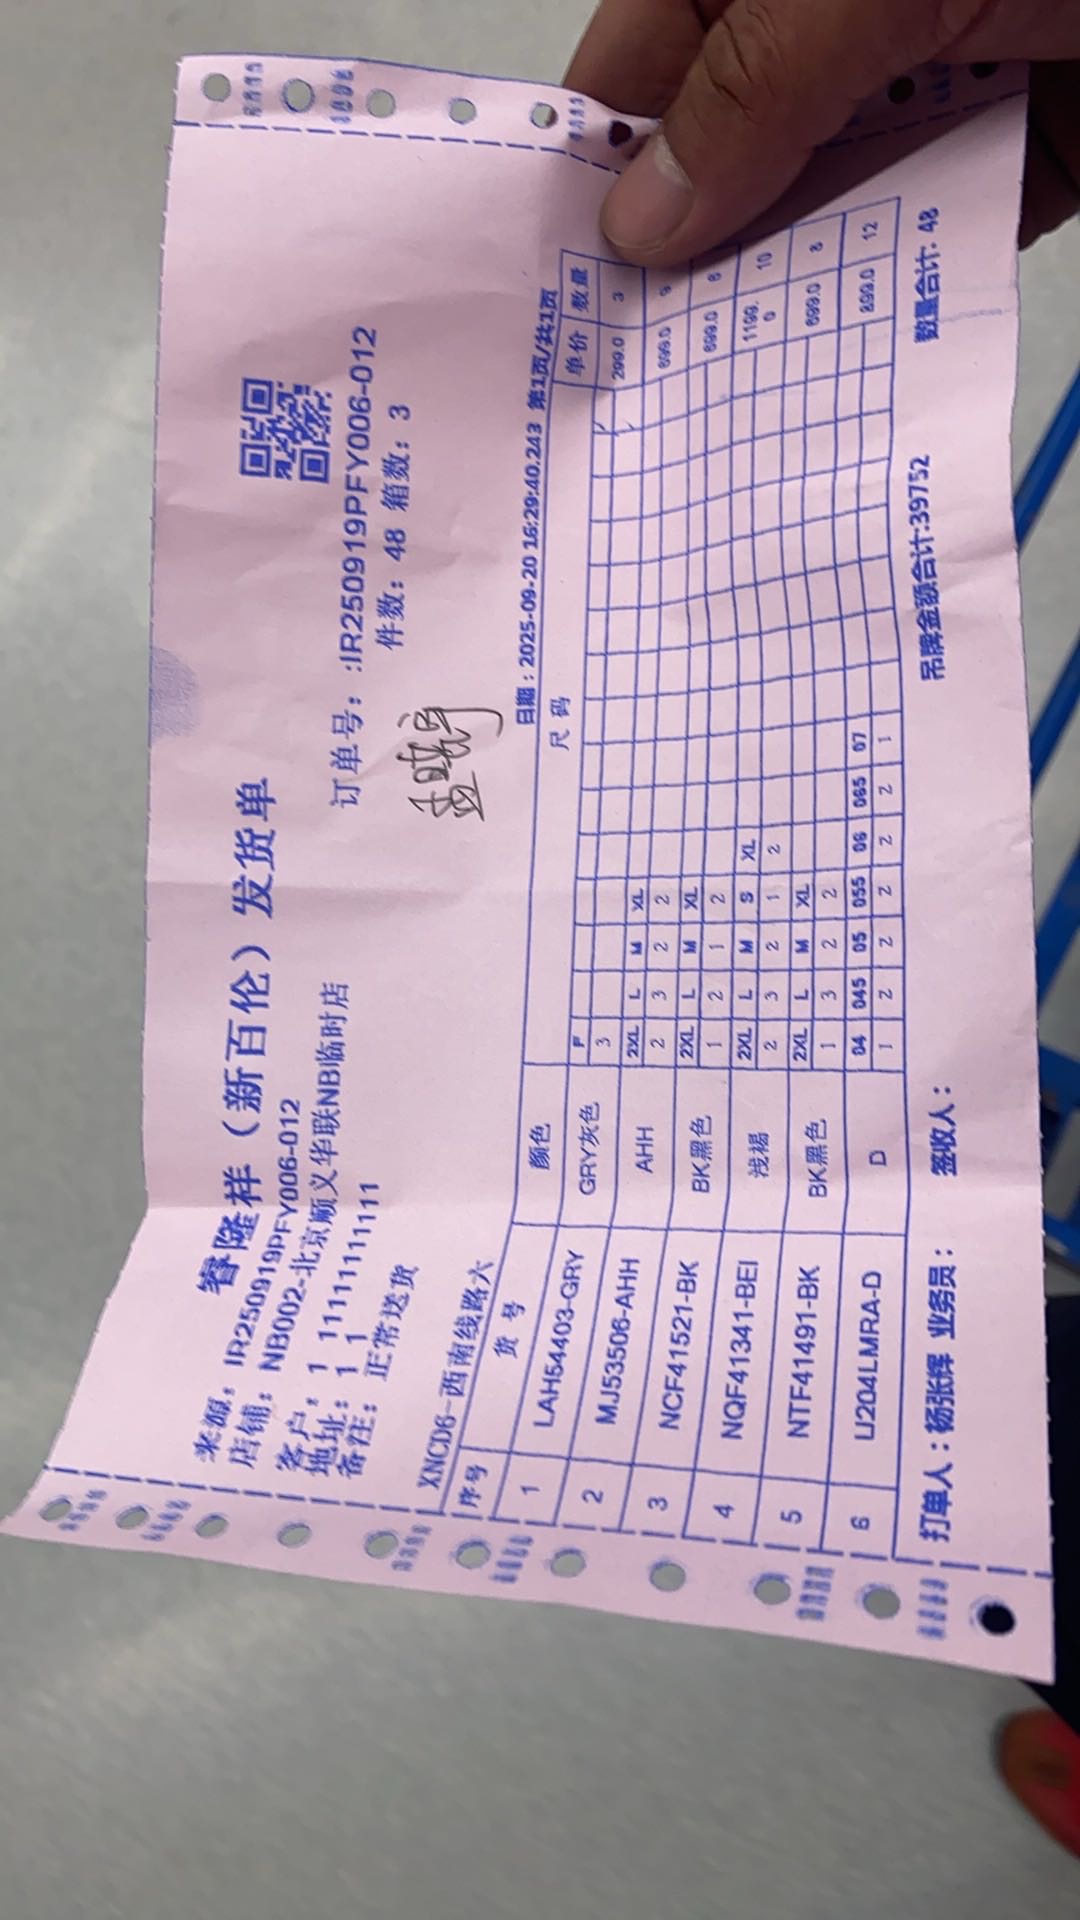 睿隆祥（新百伦）发货单
来源: IR250919PFY006-012
店铺: NB002-北京顺义华联NB临时店
客户: 1 11111111111
地址: 1 1
备注: 正常送货
订单号: :IR250919PFY006-012
件数: 48 箱数: 3
XNCD6-西南线路六
日期：2025-09-20 16:29:40.243 第1页/共1页
序号 货 号 颜色 尺 码 单价 数量
1 LAH54403-GRY GRY灰色 F 299.0 3
3
2 MJ53506-AHH AHH 2XL L M XL 699.0 9
2 3 2 2
3 NCF41521-BK BK黑色 2XL L M XL 699.0 6
1 2 1 2
4 NQF41341-BEI 浅褐 2XL L M S XL 1199.0 10
2 3 2 1 2
5 NTF41491-BK BK黑色 2XL L M XL 699.0 8
1 3 2 2
6 U204LMRA-D D 04 045 05 055 06 065 07 899.0 12
1 2 2 2 2 2 1
打单人：杨张辉 业务员： 签收人： 吊牌金额合计:39752 数量合计: 48